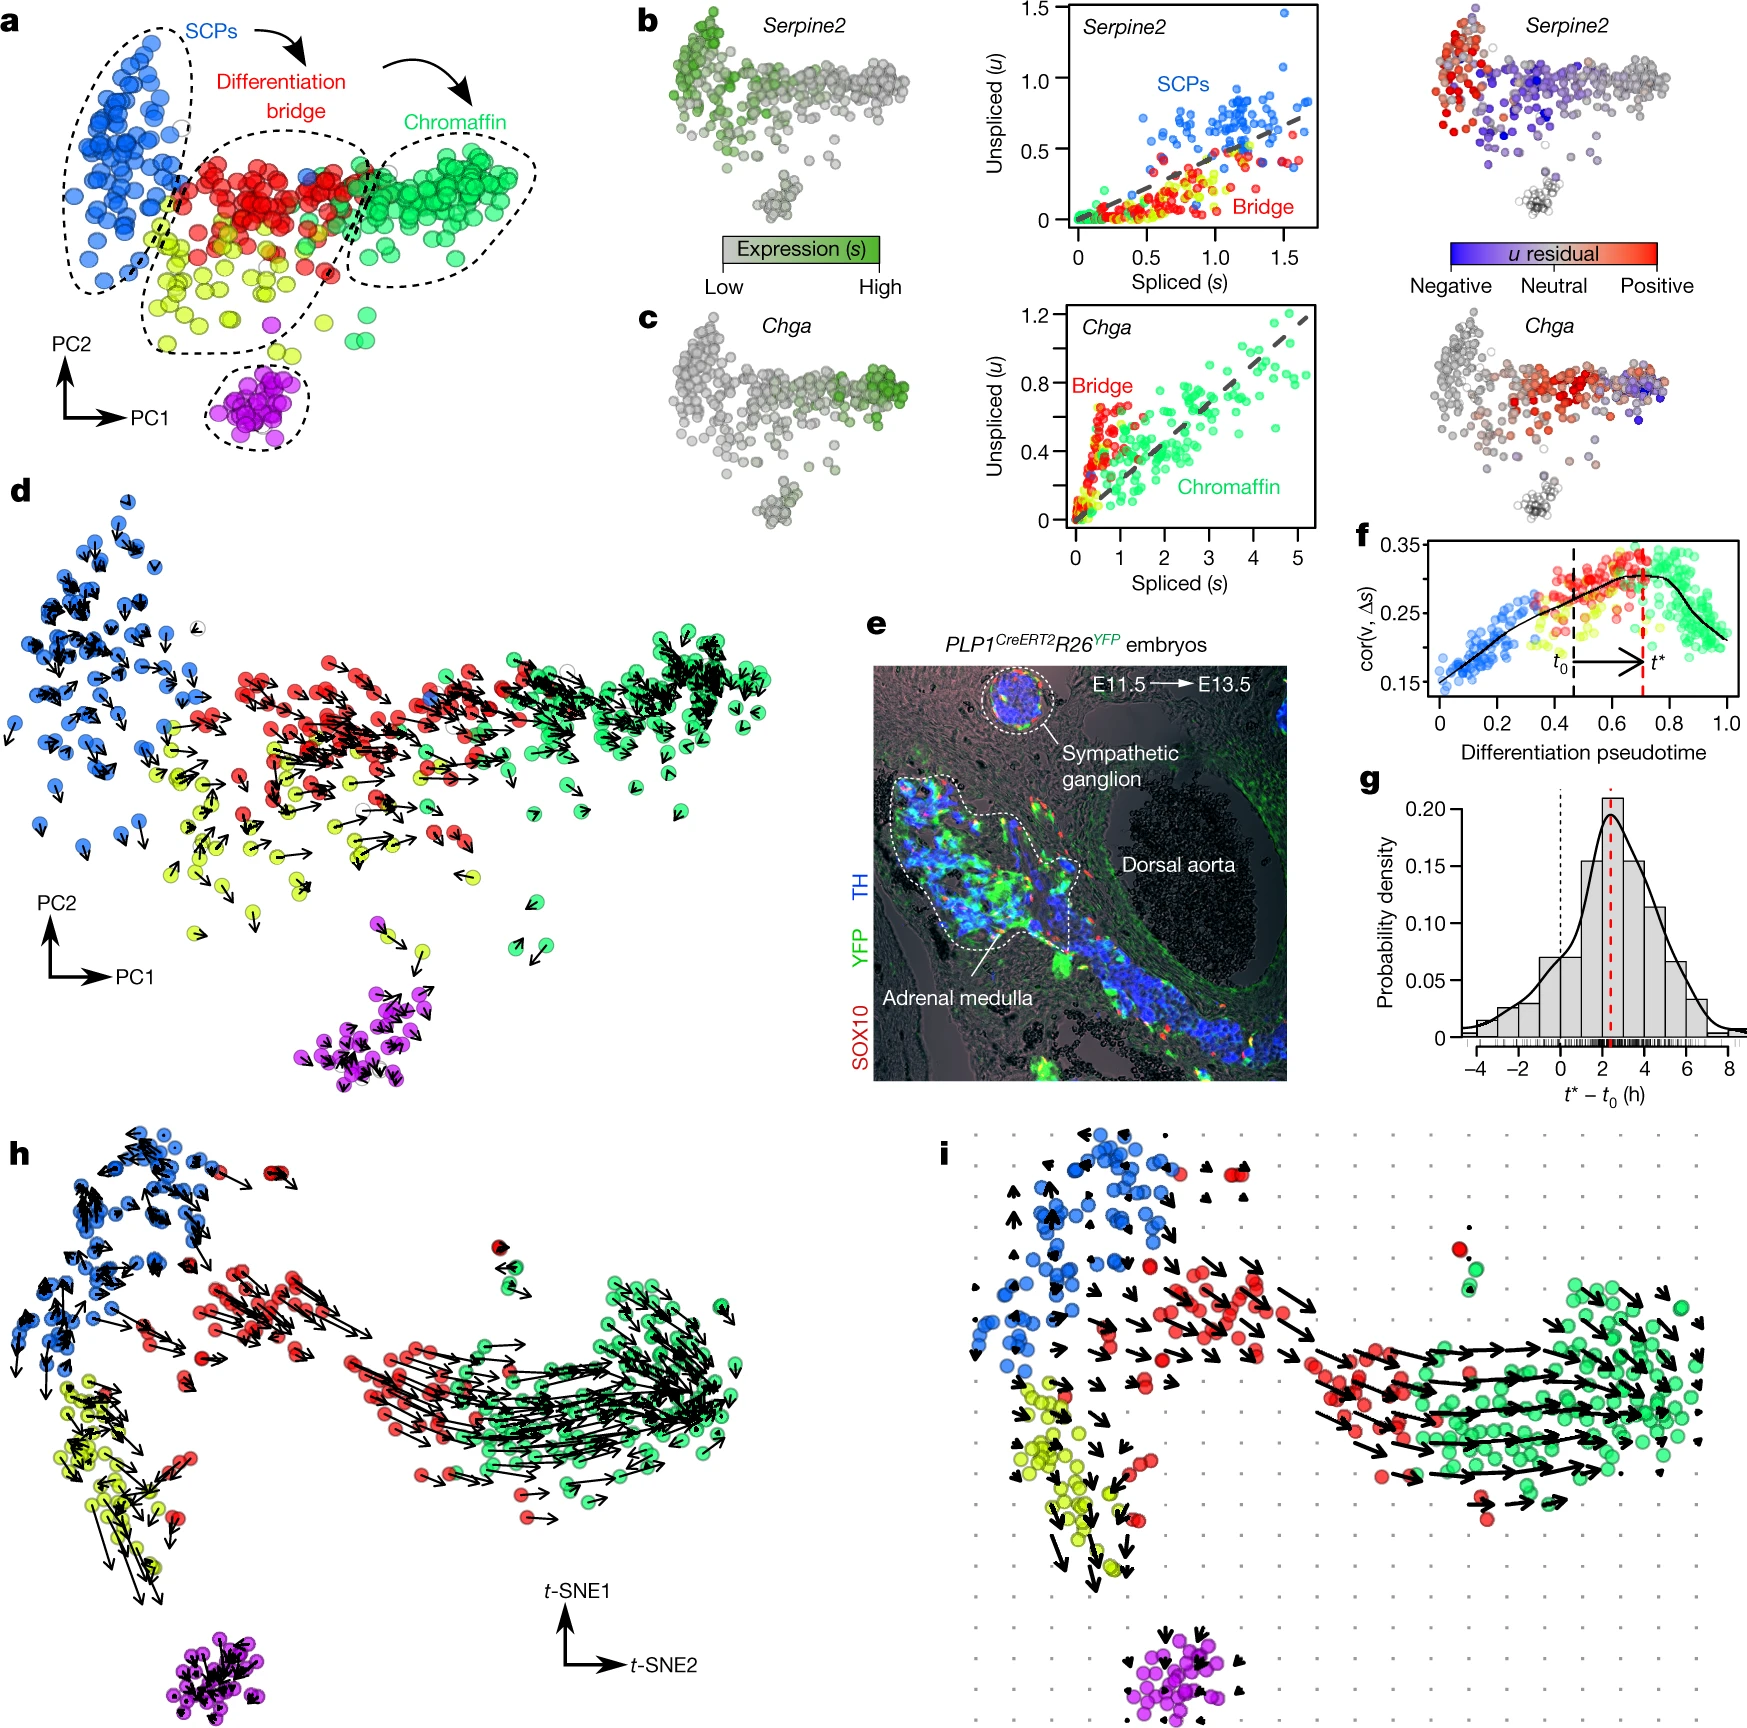 a
SCPs
Differentiation
bridge
Chromaffin
PC2
PC1
b
Serpine2
Expression (s)
Low
High
Serpine2
SCPs
Bridge
Unspliced (u)
1.5
1.0
0.5
0
0
0.5
1.0
1.5
Spliced (s)
Serpine2
u residual
Negative
Neutral
Positive
c
Chga
Chga
Bridge
Chromaffin
Unspliced (u)
1.2
0.8
0.4
0
0
1
2
3
4
5
Spliced (s)
Chga
d
PC2
PC1
e
PLP1CreERT2R26YFP embryos
E11.5
E13.5
Sympathetic
ganglion
Dorsal aorta
Adrenal medulla
SOX10 YFP TH
f
cor(v, Δs)
0.35
0.25
0.15
t0
t*
0
0.2
0.4
0.6
0.8
1.0
Differentiation pseudotime
g
Probability density
0.20
0.15
0.10
0.05
0
−4
−2
0
2
4
6
8
t* − t0 (h)
h
t-SNE1
t-SNE2
i